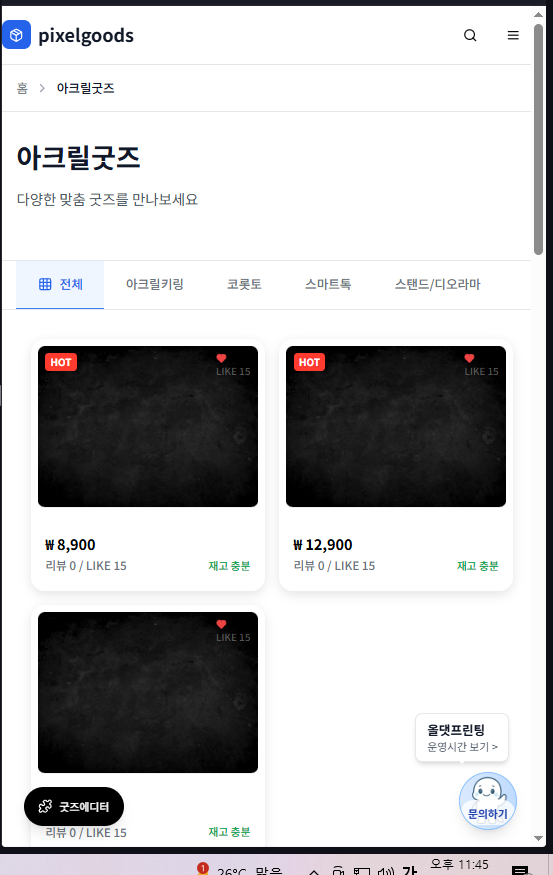 pixelgoods
홈 > 아크릴굿즈
아크릴굿즈
다양한 맞춤 굿즈를 만나보세요
전체 아크릴키링 코롯토 스마트톡 스탠드/디오라마
HOT LIKE 15 HOT LIKE 15
₩ 8,900 ₩ 12,900
리뷰 0 / LIKE 15 재고 충분 리뷰 0 / LIKE 15 재고 충분
LIKE 15
올댓프린팅
운영시간 보기 >
굿즈에디터
문의하기
리뷰 0 / LIKE 15 재고 충분
1 26°C 맑음 가 오후 11:45